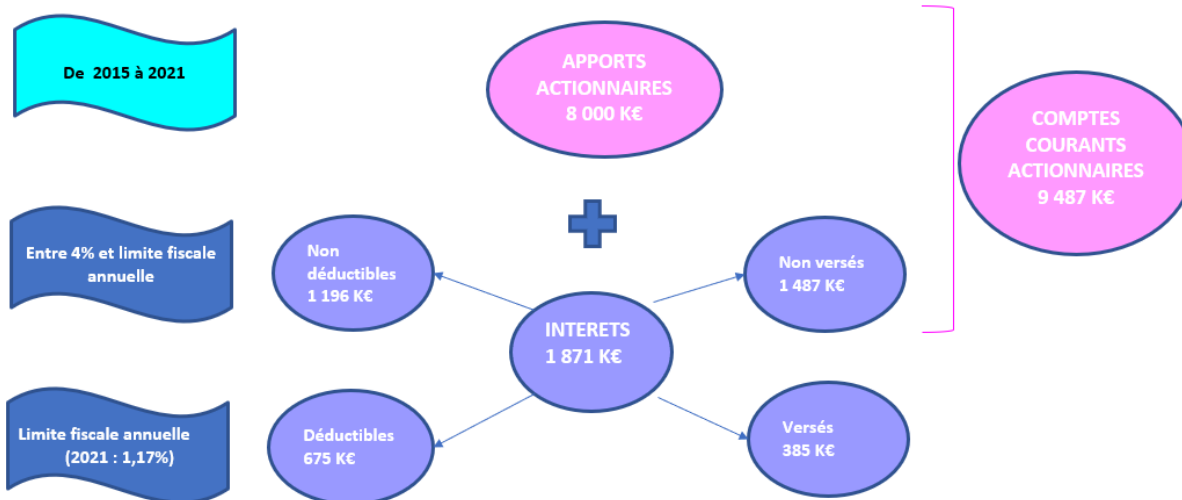 De 2015 à 2021
APPORTS
ACTIONNAIRES
8 000 K€
COMPTES
COURANTS
ACTIONNAIRES
9 487 K€
Entre 4% et limite fiscale
annuelle
Non
déductibles
1 196 K€
Non versés
1 487 K€
INTERETS
1 871 K€
Limite fiscale annuelle
(2021 : 1,17%)
Déductibles
675 K€
Versés
385 K€